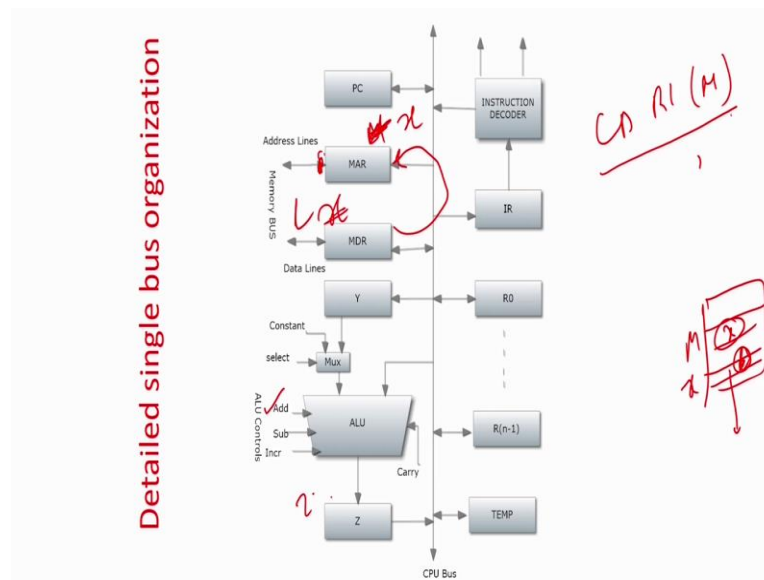 Detailed single bus organization
PC
INSTRUCTION
DECODER
Address Lines
MAR
x
Memory BUS
MDR
IR
Data Lines
Y
R0
Constant
select
Mux
ALU Controls
Add
Sub
Incr
ALU
Carry
R(n-1)
Z
TEMP
CPU Bus
R1 (M)
M
x
x